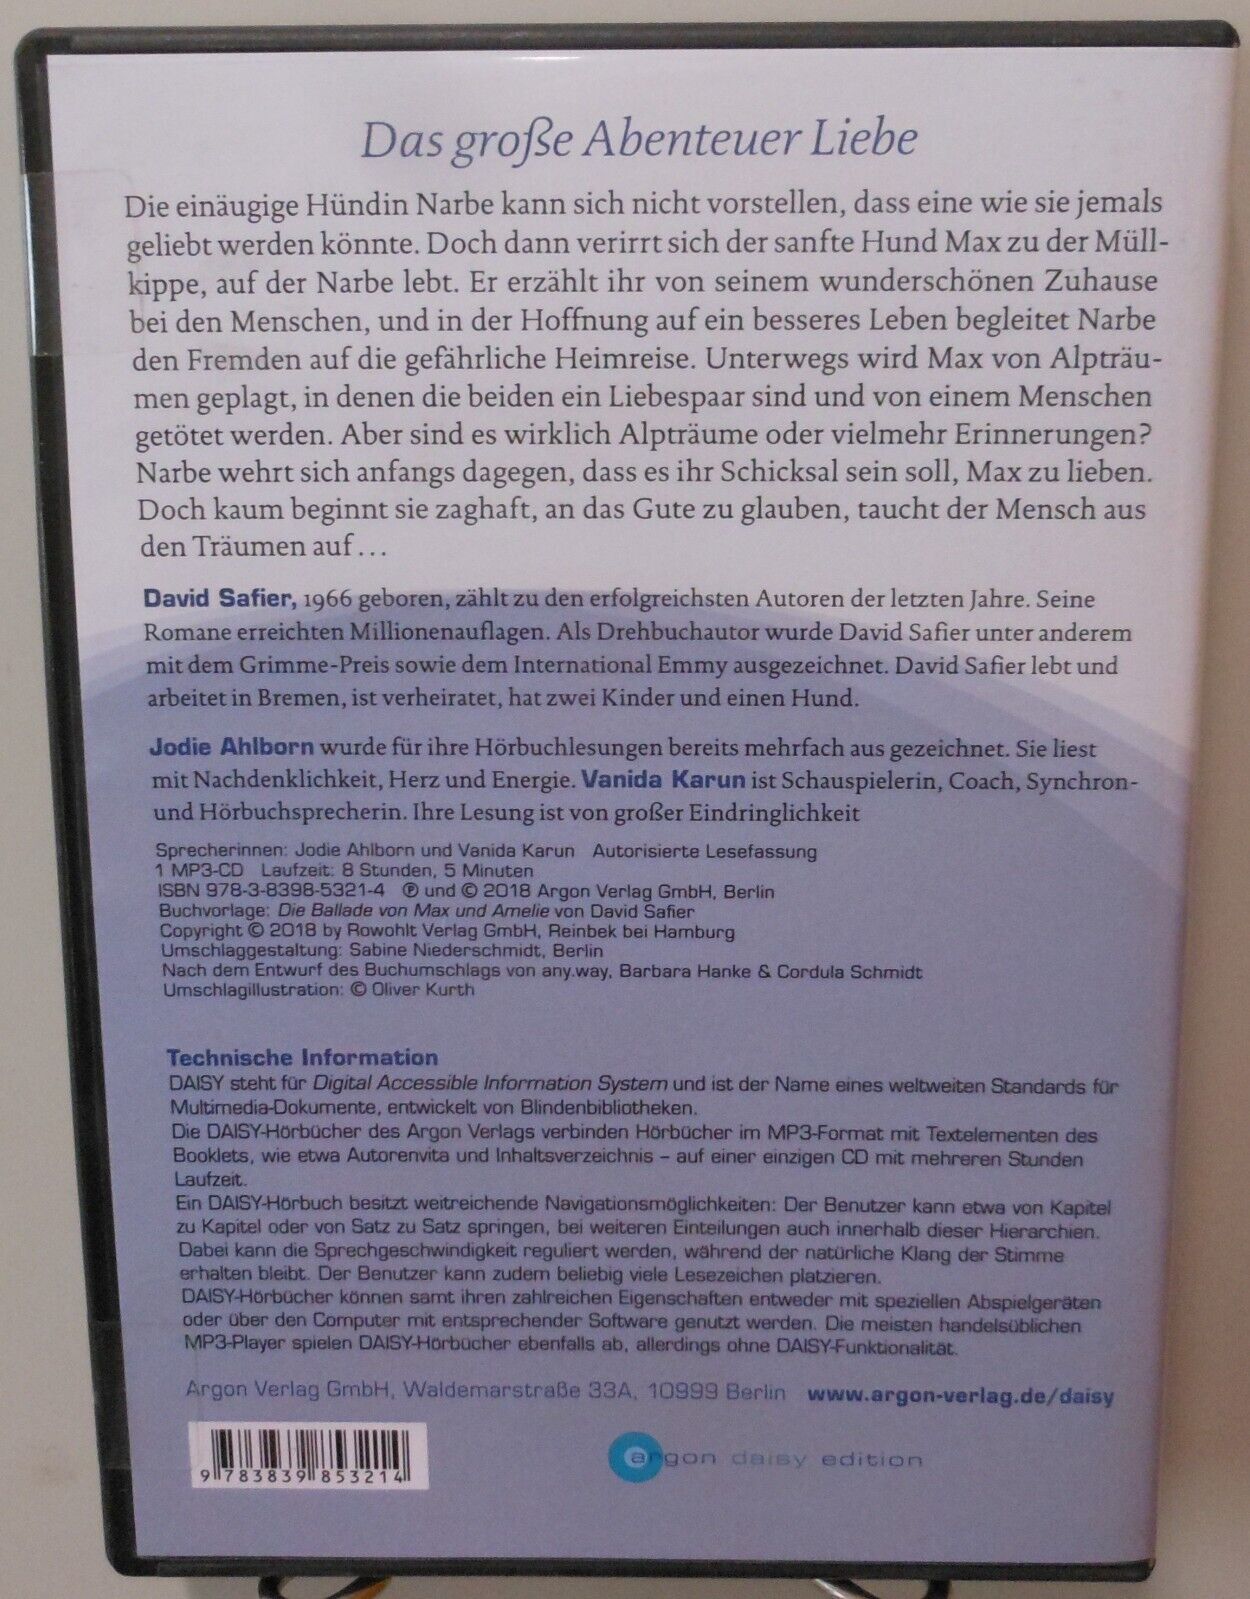 Das große Abenteuer Liebe
Die einäugige Hündin Narbe kann sich nicht vorstellen, dass eine wie sie jemals
geliebt werden könnte. Doch dann verirrt sich der sanfte Hund Max zu der Müll-
kippe, auf der Narbe lebt. Er erzählt ihr von seinem wunderschönen Zuhause
bei den Menschen, und in der Hoffnung auf ein besseres Leben begleitet Narbe
den Fremden auf die gefährliche Heimreise. Unterwegs wird Max von Alpträu-
men geplagt, in denen die beiden ein Liebespaar sind und von einem Menschen
getötet werden. Aber sind es wirklich Alpträume oder vielmehr Erinnerungen?
Narbe wehrt sich anfangs dagegen, dass es ihr Schicksal sein soll, Max zu lieben.
Doch kaum beginnt sie zaghaft, an das Gute zu glauben, taucht der Mensch aus
den Träumen auf ...
David Safier, 1966 geboren, zählt zu den erfolgreichsten Autoren der letzten Jahre. Seine
Romane erreichten Millionenauflagen. Als Drehbuchautor wurde David Safier unter anderem
mit dem Grimme-Preis sowie dem International Emmy ausgezeichnet. David Safier lebt und
arbeitet in Bremen, ist verheiratet, hat zwei Kinder und einen Hund.
Jodie Ahlborn wurde für ihre Hörbuchlesungen bereits mehrfach aus gezeichnet. Sie liest
mit Nachdenklichkeit, Herz und Energie. Vanida Karun ist Schauspielerin, Coach, Synchron-
und Hörbuchsprecherin. Ihre Lesung ist von großer Eindringlichkeit
Sprecherinnen: Jodie Ahlborn und Vanida Karun Autorisierte Lesefassung
1 MP3-CD Laufzeit: 8 Stunden, 5 Minuten
ISBN 978-3-8398-5321-4 ℗ und © 2018 Argon Verlag GmbH, Berlin
Buchvorlage: Die Ballade von Max und Amelie von David Safier
Copyright © 2018 by Rowohlt Verlag GmbH, Reinbek bei Hamburg
Umschlaggestaltung: Sabine Niederschmidt, Berlin
Nach dem Entwurf des Buchumschlags von any.way, Barbara Hanke & Cordula Schmidt
Umschlagillustration: © Oliver Kurth
Technische Information
DAISY steht für Digital Accessible Information System und ist der Name eines weltweiten Standards für
Multimedia-Dokumente, entwickelt von Blindenbibliotheken.
Die DAISY-Hörbücher des Argon Verlags verbinden Hörbücher im MP3-Format mit Textelementen des
Booklets, wie etwa Autorenvita und Inhaltsverzeichnis – auf einer einzigen CD mit mehreren Stunden
Laufzeit.
Ein DAISY-Hörbuch besitzt weitreichende Navigationsmöglichkeiten: Der Benutzer kann etwa von Kapitel
zu Kapitel oder von Satz zu Satz springen, bei weiteren Einteilungen auch innerhalb dieser Hierarchien.
Dabei kann die Sprechgeschwindigkeit reguliert werden, während der natürliche Klang der Stimme
erhalten bleibt. Der Benutzer kann zudem beliebig viele Lesezeichen platzieren.
DAISY-Hörbücher können samt ihren zahlreichen Eigenschaften entweder mit speziellen Abspielgeräten
oder über den Computer mit entsprechender Software genutzt werden. Die meisten handelsüblichen
MP3-Player spielen DAISY-Hörbücher ebenfalls ab, allerdings ohne DAISY-Funktionalität.
Argon Verlag GmbH, Waldemarstraße 33A, 10999 Berlin www.argon-verlag.de/daisy
9 783839 853214
argon daisy edition